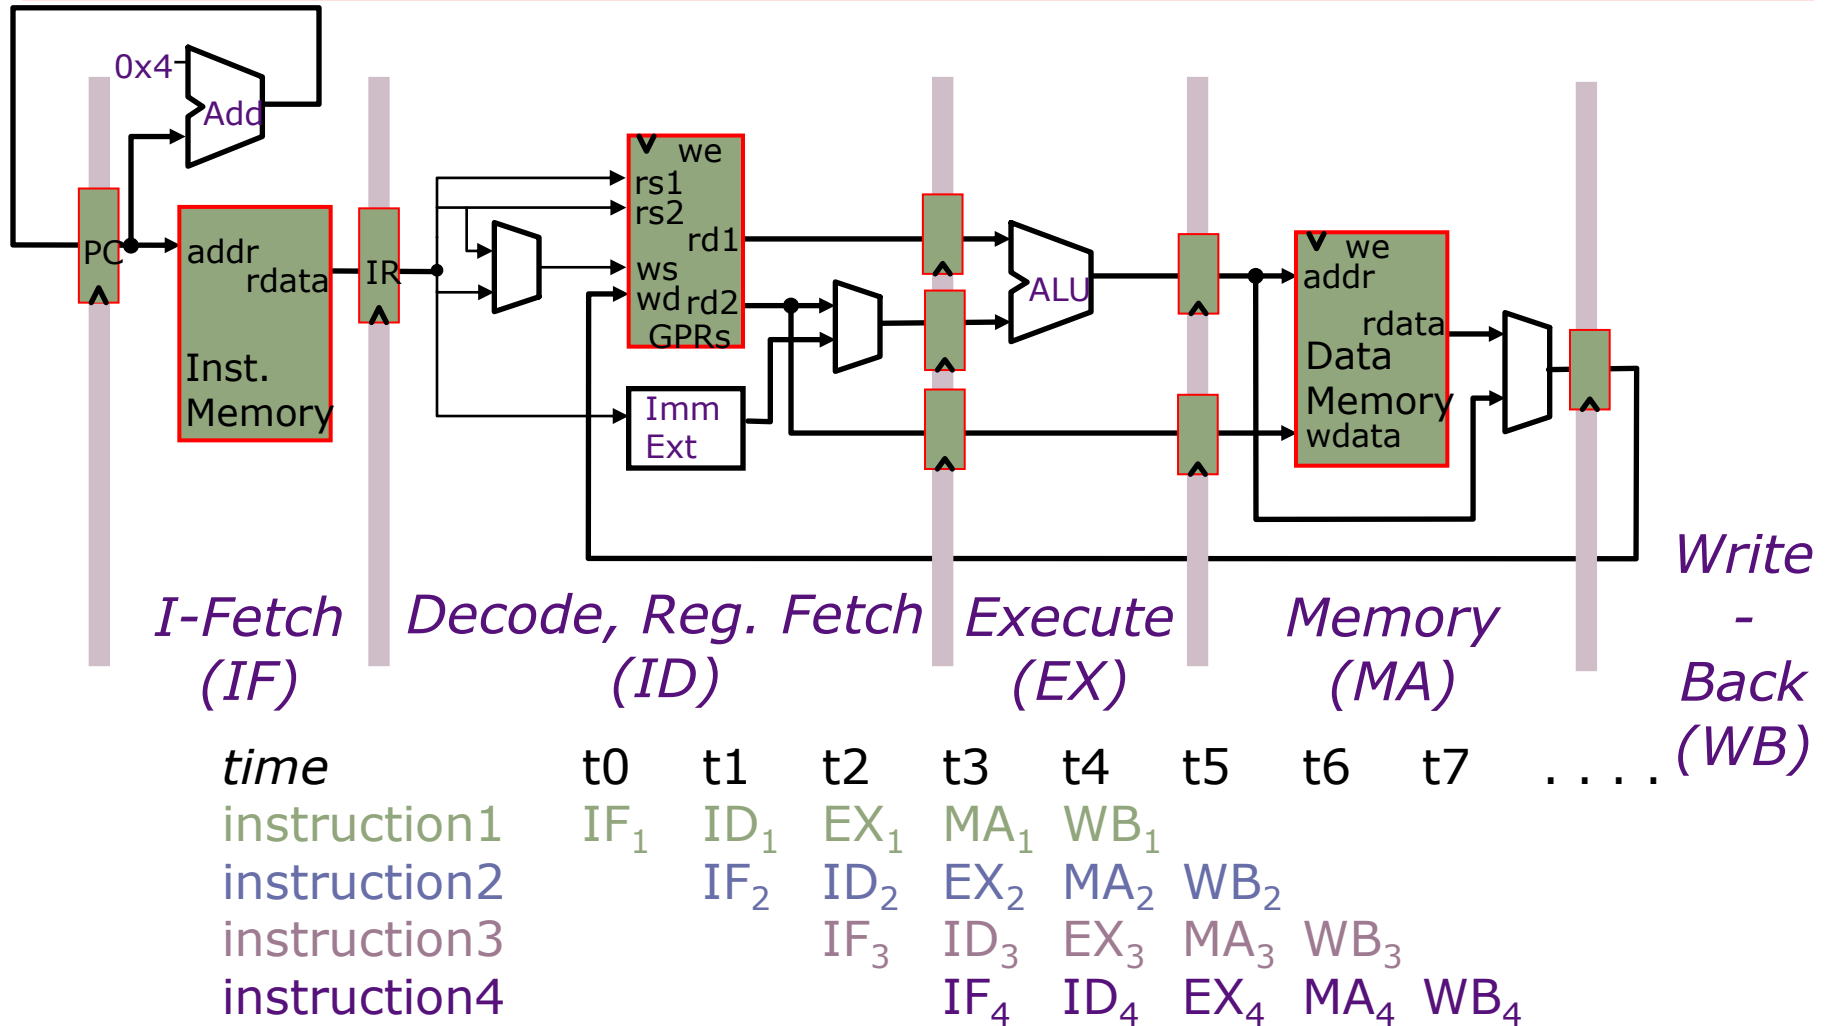 0x4
Add
PC
addr
rdata
Inst.
Memory
IR
we
rs1
rs2
rd1
ws
wd rd2
GPRs
Imm
Ext
ALU
we
addr
rdata
Data
Memory
wdata
I-Fetch
(IF)
Decode, Reg. Fetch
(ID)
Execute
(EX)
Memory
(MA)
Write
-
Back
(WB)
time t0 t1 t2 t3 t4 t5 t6 t7 . . . .
instruction1 IF1 ID1 EX1 MA1 WB1
instruction2 IF2 ID2 EX2 MA2 WB2
instruction3 IF3 ID3 EX3 MA3 WB3
instruction4 IF4 ID4 EX4 MA4 WB4